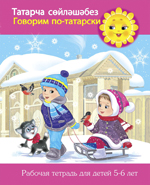 Татарча сөйләшәбез
Говорим по-татарски
Рабочая тетрадь для детей 5-6 лет